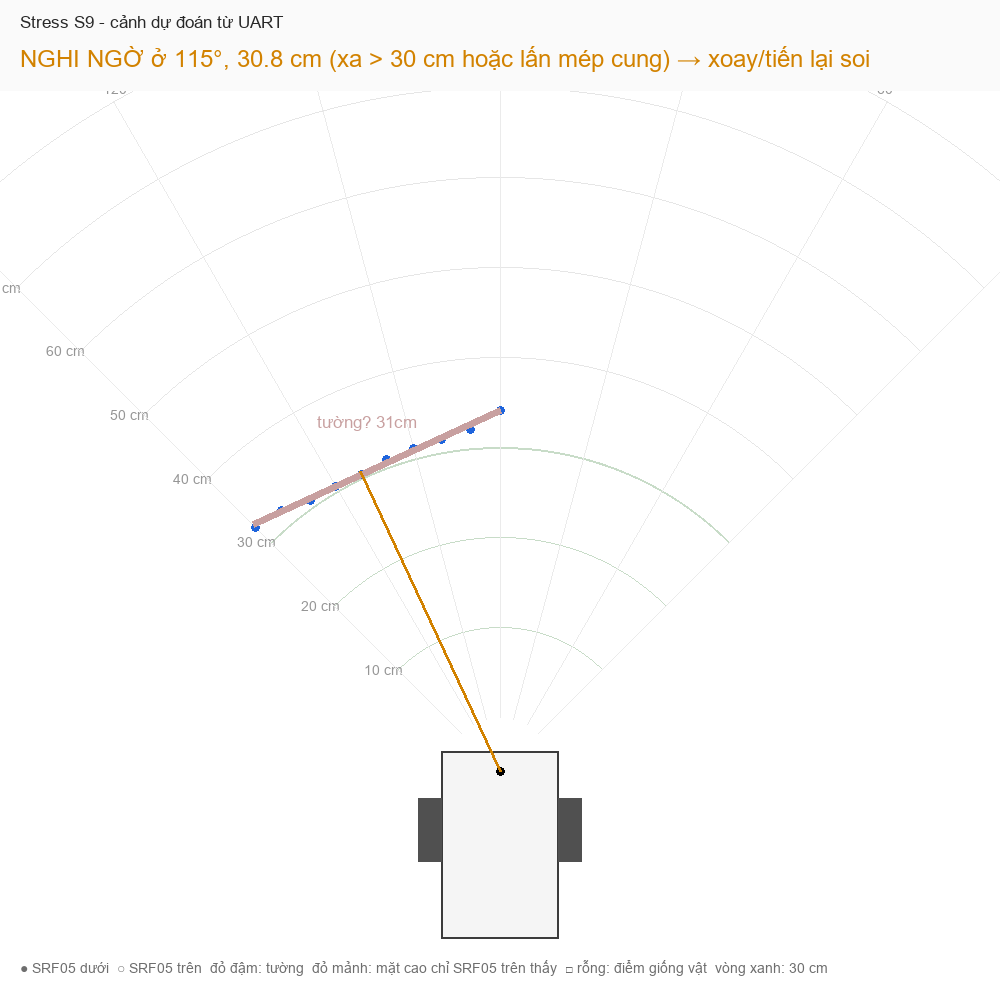 Stress S9 - cảnh dự đoán từ UART
NGHI NGỜ ở 115°, 30.8 cm (xa > 30 cm hoặc lấn mép cung) → xoay/tiến lại soi
cm
60 cm
50 cm
tường? 31cm
40 cm
30 cm
20 cm
10 cm
● SRF05 dưới ○ SRF05 trên đỏ đậm: tường đỏ mảnh: mặt cao chỉ SRF05 trên thấy □ rỗng: điểm giống vật vòng xanh: 30 cm